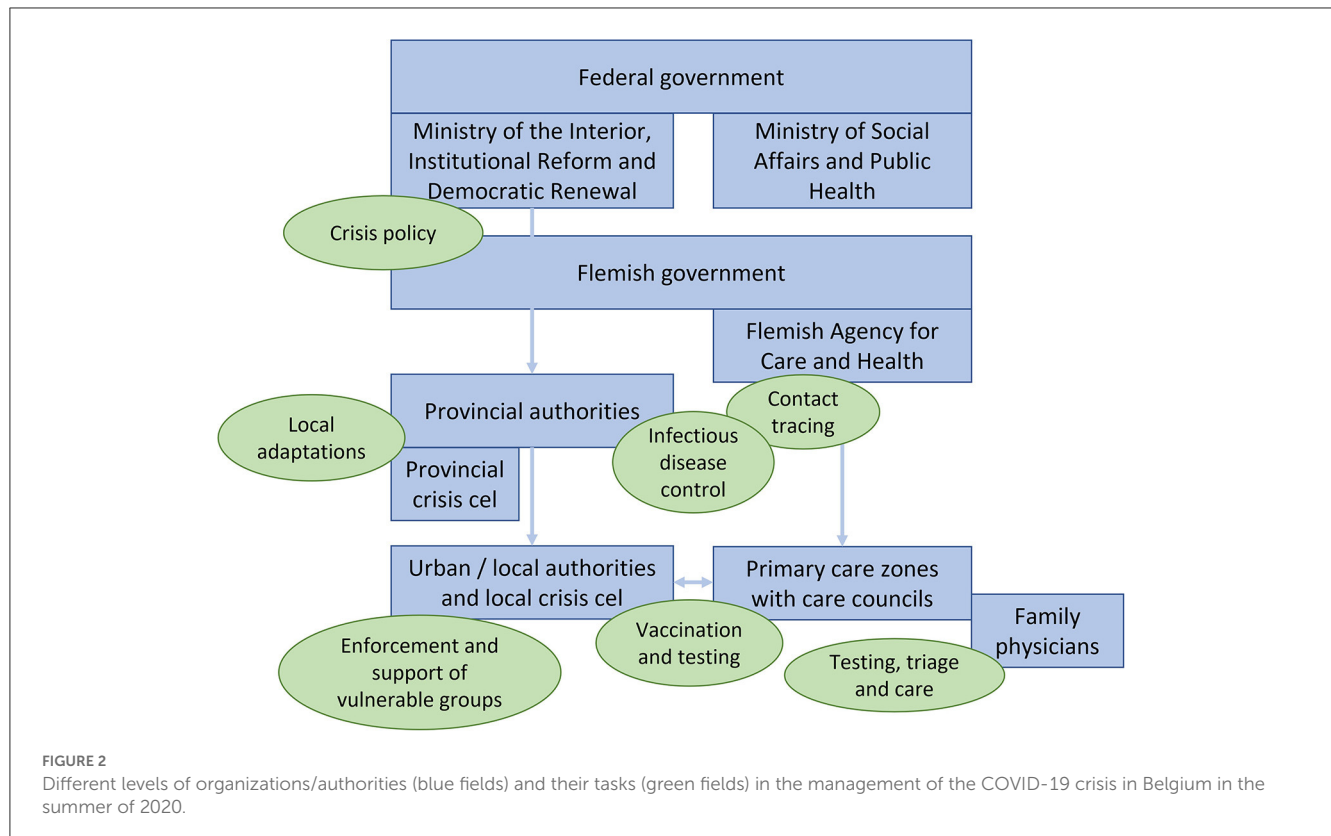 Federal government
Ministry of the Interior,
Institutional Reform and
Democratic Renewal
Ministry of Social
Affairs and Public
Health
Crisis policy
Flemish government
Flemish Agency for
Care and Health
Provincial authorities
Contact
tracing
Local
adaptations
Infectious
disease
control
Provincial
crisis cel
Urban / local authorities
and local crisis cel
Primary care zones
with care councils
Family
physicians
Enforcement and
support of
vulnerable groups
Vaccination
and testing
Testing, triage
and care
FIGURE 2
Different levels of organizations/authorities (blue fields) and their tasks (green fields) in the management of the COVID-19 crisis in Belgium in the
summer of 2020.